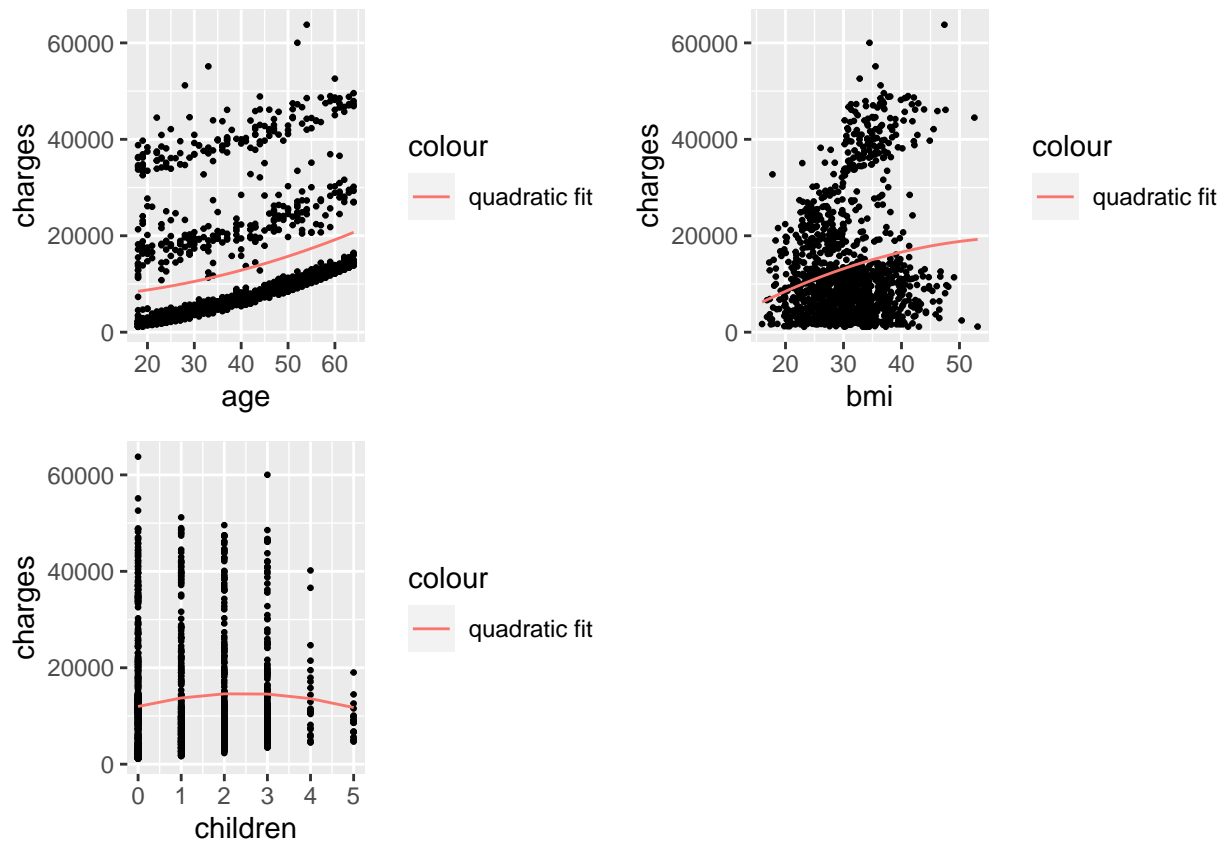 60000
40000
20000
0
charges
20 30 40 50 60
age
colour
quadratic fit
60000
40000
20000
0
charges
20 30 40 50
bmi
colour
quadratic fit
60000
40000
20000
0
charges
0 1 2 3 4 5
children
colour
quadratic fit